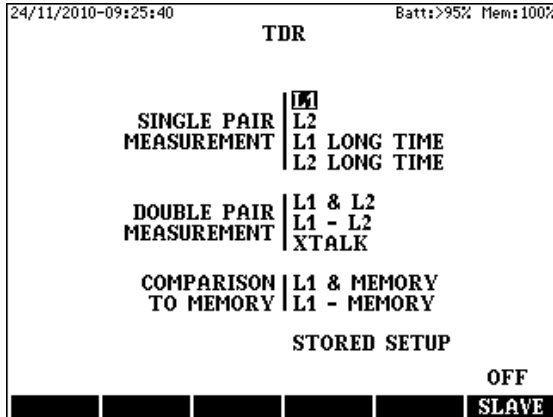 24/11/2010-09:25:40 Batt:>95% Mem:100%
TDR
L1
SINGLE PAIR L2
MEASUREMENT L1 LONG TIME
L2 LONG TIME
L1 & L2
DOUBLE PAIR L1 - L2
MEASUREMENT XTALK
COMPARISON L1 & MEMORY
TO MEMORY L1 - MEMORY
STORED SETUP
OFF
SLAVE